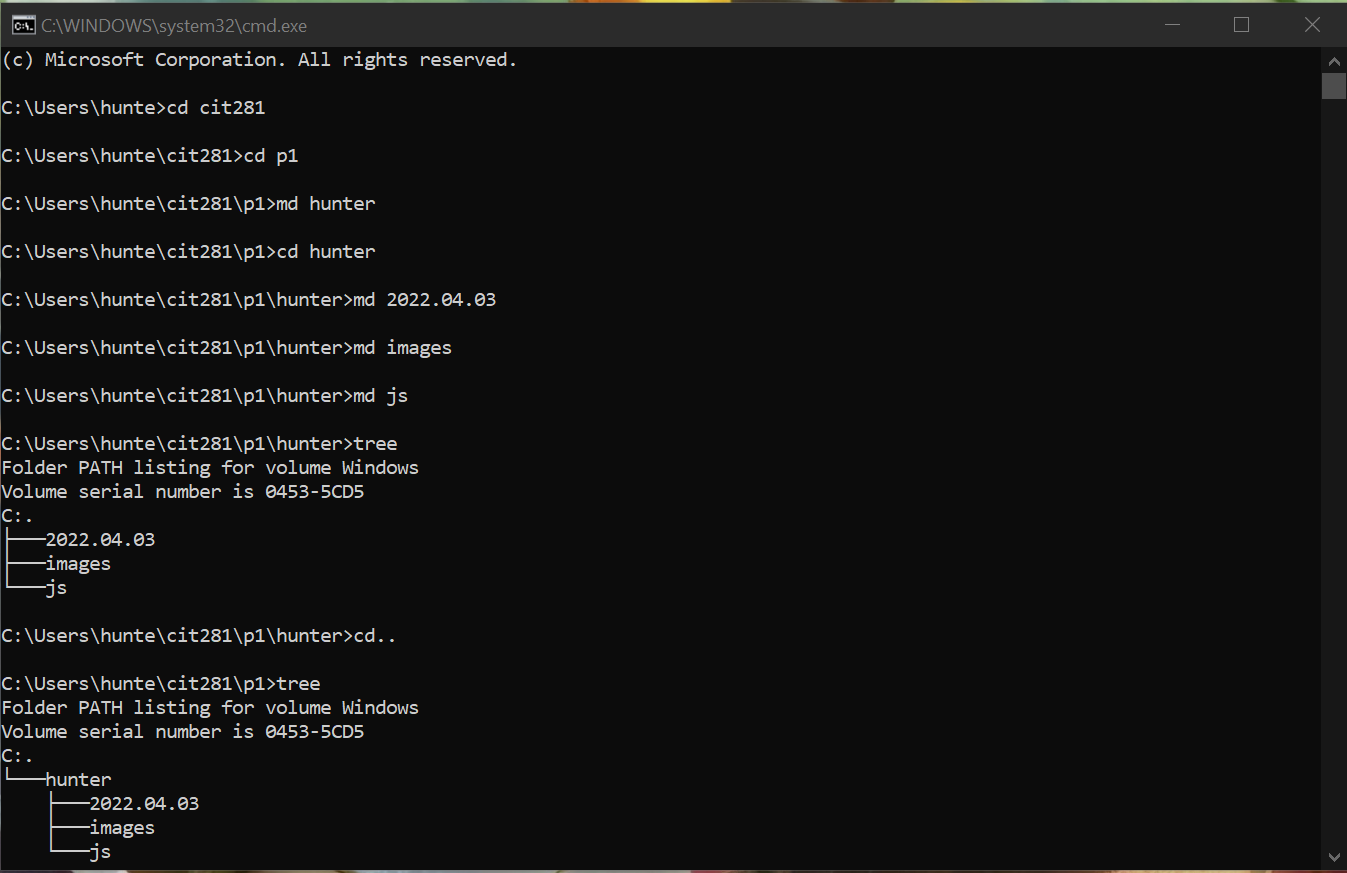 C:\WINDOWS\system32\cmd.exe
(c) Microsoft Corporation. All rights reserved.
C:\Users\hunte>cd cit281
C:\Users\hunte\cit281>cd p1
C:\Users\hunte\cit281\p1>md hunter
C:\Users\hunte\cit281\p1>cd hunter
C:\Users\hunte\cit281\p1\hunter>md 2022.04.03
C:\Users\hunte\cit281\p1\hunter>md images
C:\Users\hunte\cit281\p1\hunter>md js
C:\Users\hunte\cit281\p1\hunter>tree
Folder PATH listing for volume Windows
Volume serial number is 0453-5CD5
C:.
├───2022.04.03
├───images
└───js
C:\Users\hunte\cit281\p1\hunter>cd..
C:\Users\hunte\cit281\p1>tree
Folder PATH listing for volume Windows
Volume serial number is 0453-5CD5
C:.
└───hunter
    ├───2022.04.03
    ├───images
    └───js